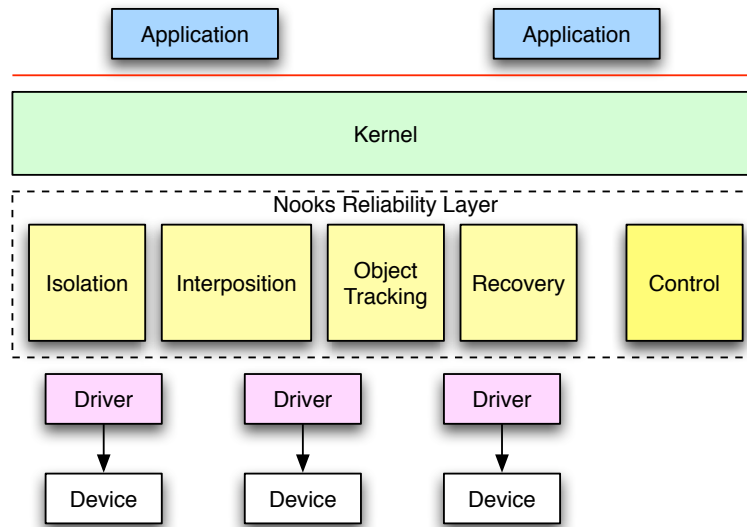 Application
Application
Kernel
Nooks Reliability Layer
Isolation
Interposition
Object
Tracking
Recovery
Control
Driver
Driver
Driver
Device
Device
Device